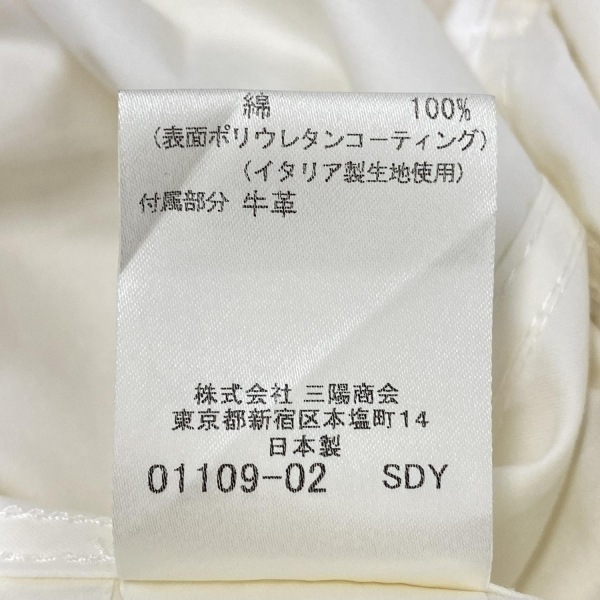 綿 100%
(表面ポリウレタンコーティング)
(イタリア製生地使用)
付属部分 牛革
株式会社 三陽商会
東京都新宿区本塩町14
日本製
01109-02 SDY